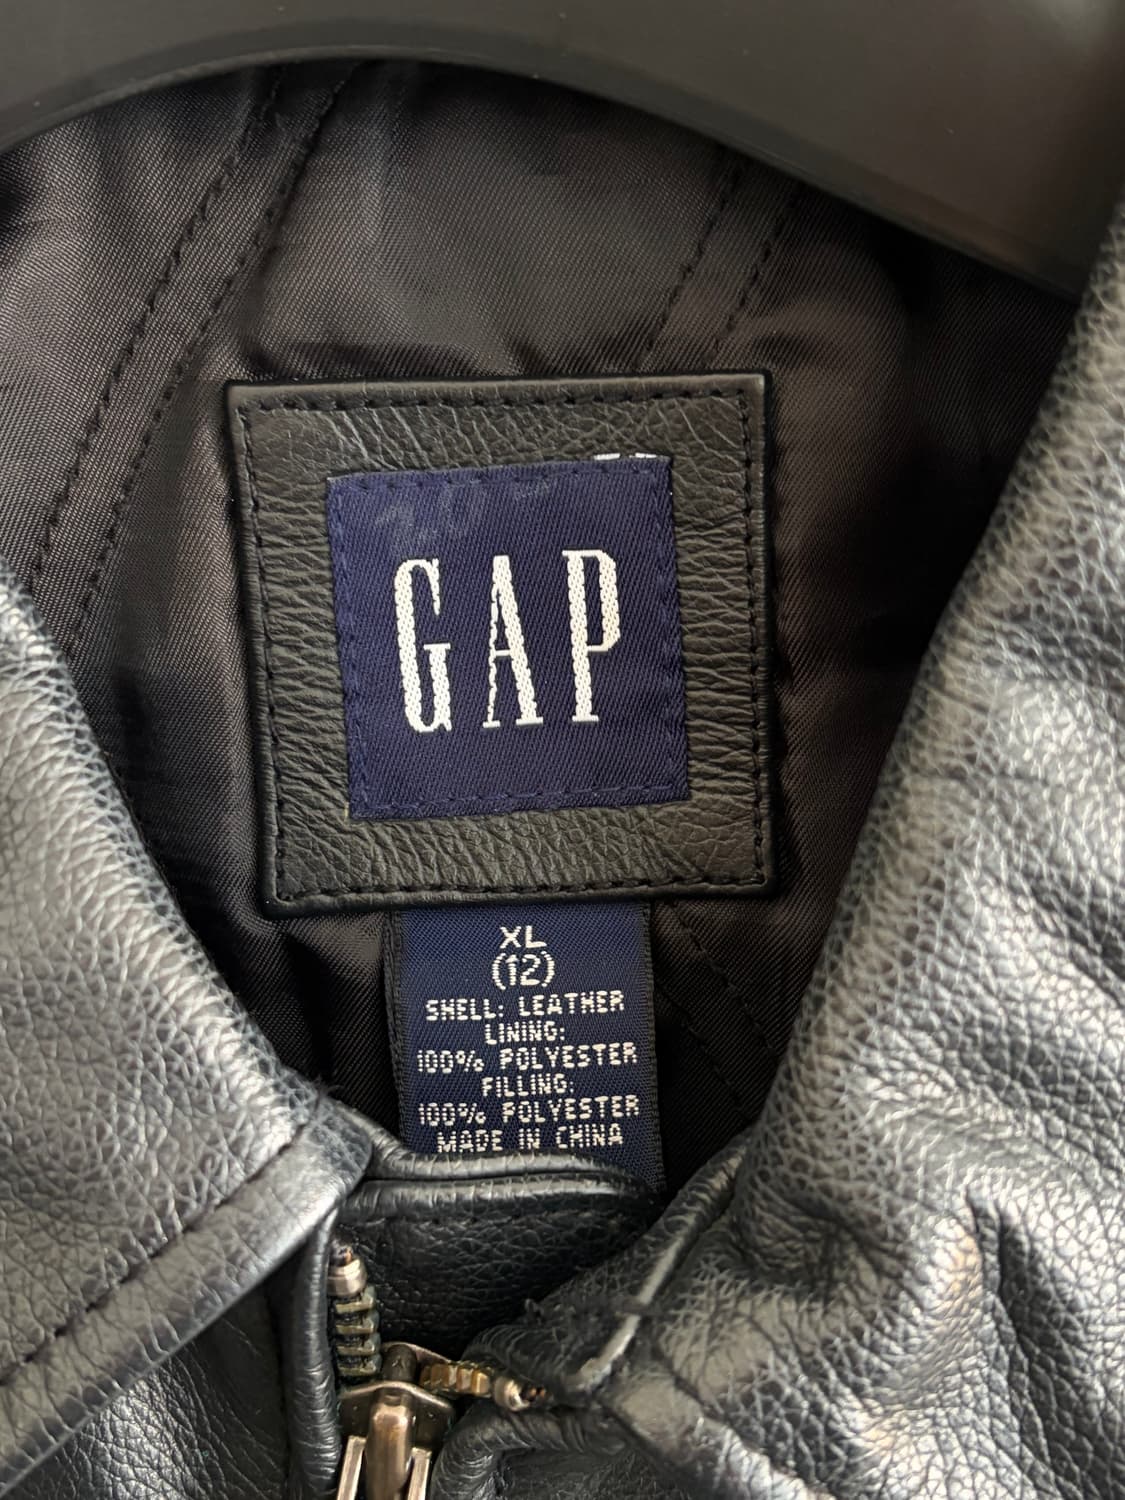 GAP
XL
(12)
SHELL: LEATHER
LINING:
100% POLYESTER
FILLING:
100% POLYESTER
MADE IN CHINA